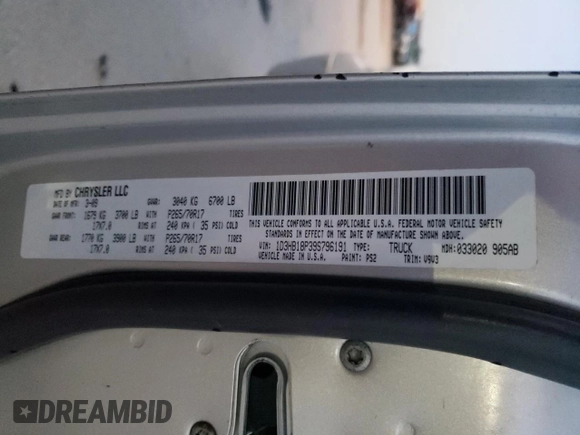 MFD BY CHRYSLER LLC
DATE OF MFR: 3-09 GVWR: 3040 KG 6700 LB
GAWR FRONT: 1679 KG 3700 LB WITH P265/70R17 TIRES
17X7.0 240 KPA ( 35 PSI) COLD
GAWR REAR: 1770 KG 3900 LB WITH P265/70R17 TIRES
17X7.0 240 KPA ( 35 PSI) COLD
THIS VEHICLE CONFORMS TO ALL APPLICABLE U.S.A. FEDERAL MOTOR VEHICLE SAFETY
STANDARDS IN EFFECT ON THE DATE OF MANUFACTURE SHOWN ABOVE.
VIN: 1D3HB18P39S796191 TYPE: TRUCK MDH: 033020 905AB
VEHICLE MADE IN U.S.A. PAINT: PS2 TRIM: V9V3
DREAMBID